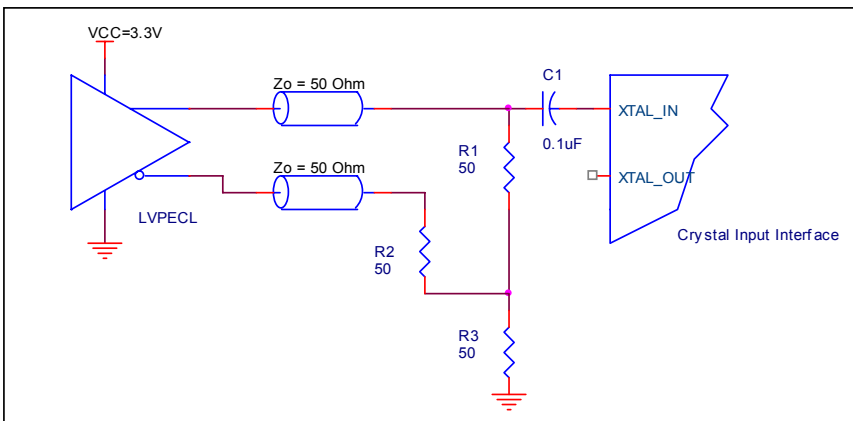 VCC=3.3V
Zo = 50 Ohm
C1
0.1uF
XTAL_IN
R1
50
Zo = 50 Ohm
XTAL_OUT
LVPECL
Crystal Input Interface
R2
50
R3
50